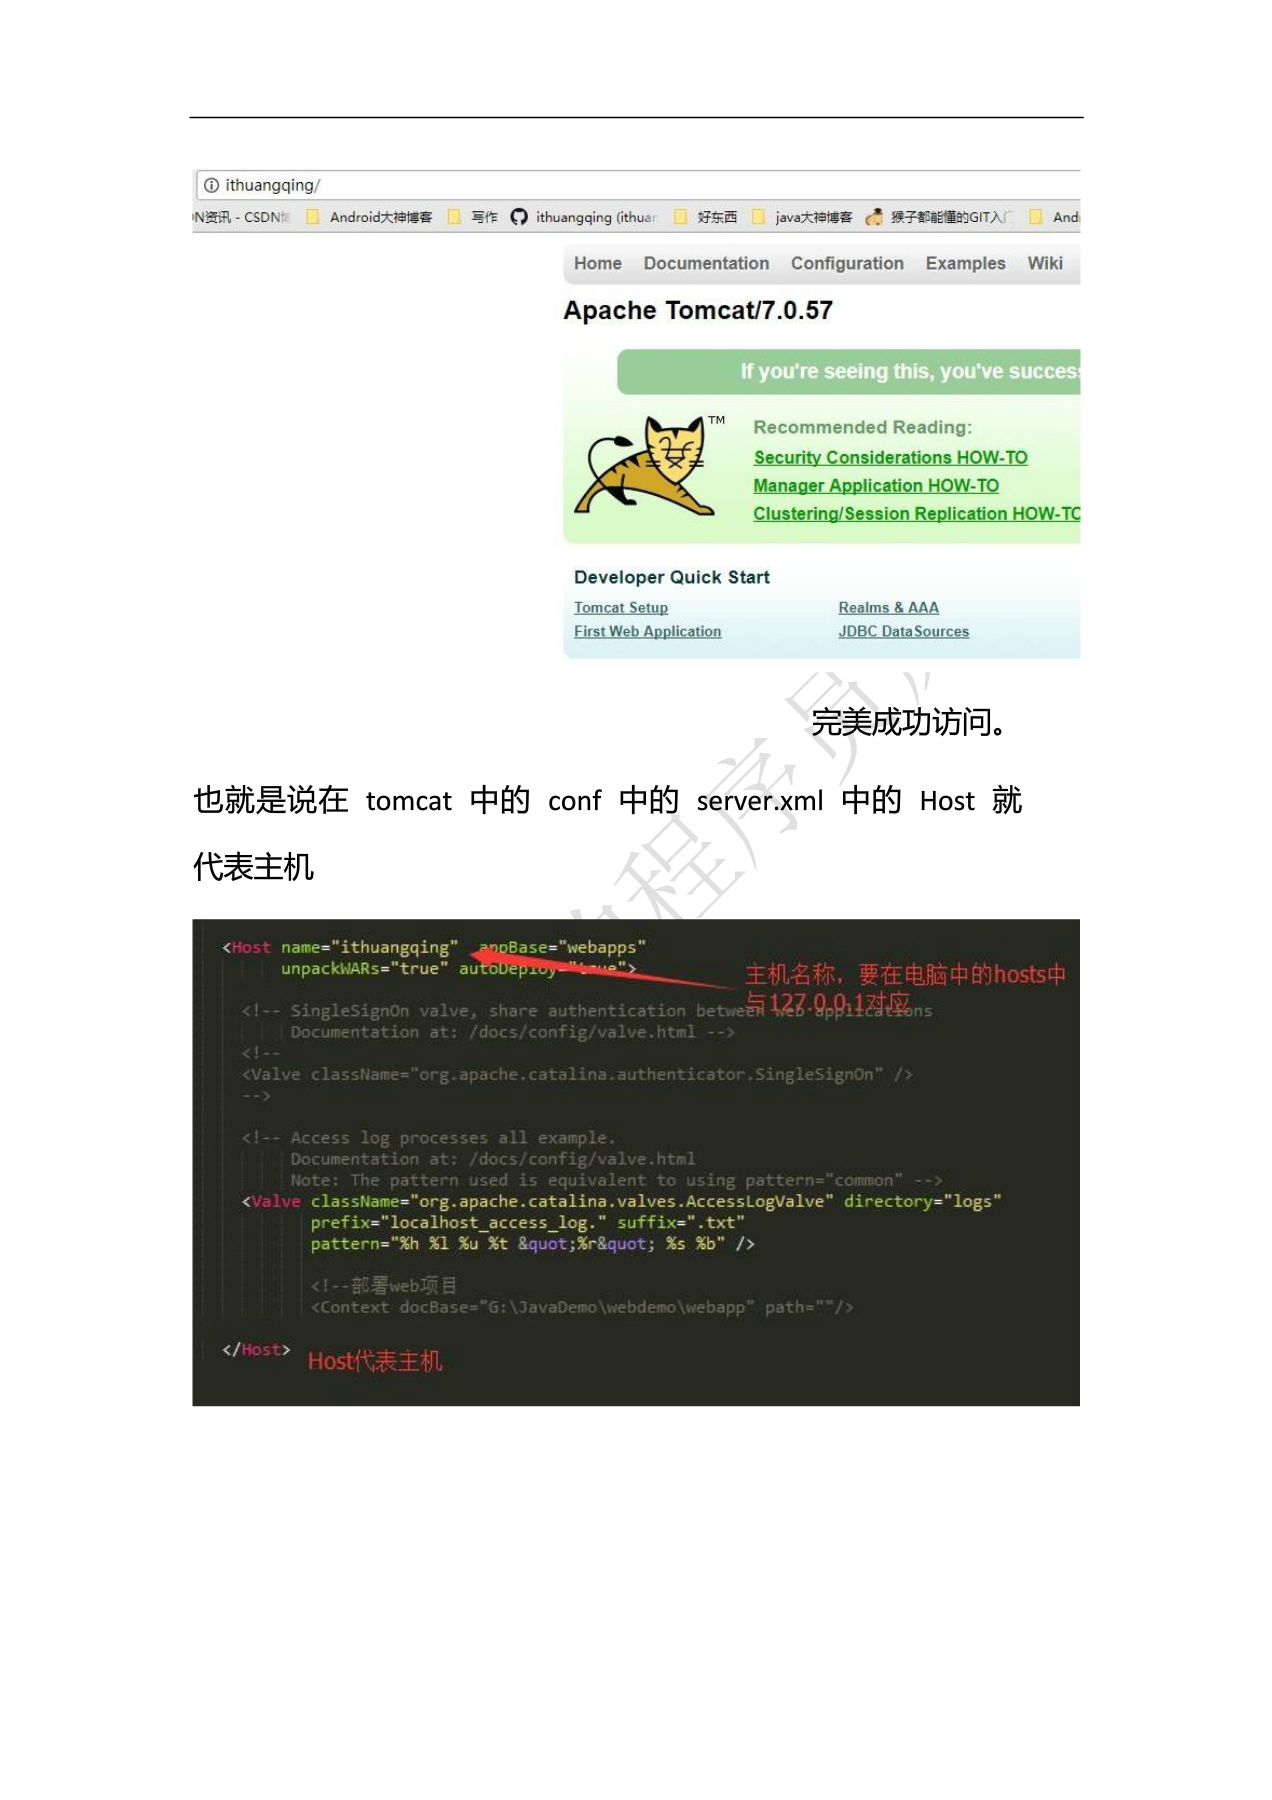 ithuangqing/
N资讯 - CSDN Android大神博客 写作 ithuangqing (ithuan 好东西 java大神博客 猴子都能懂的GIT入门 Andr
Home Documentation Configuration Examples Wiki
Apache Tomcat/7.0.57
If you're seeing this, you've success
TM
Recommended Reading:
Security Considerations HOW-TO
Manager Application HOW-TO
Clustering/Session Replication HOW-TO
Developer Quick Start
Tomcat Setup Realms & AAA
First Web Application JDBC DataSources
完美成功访问。
也就是说在 tomcat 中的 conf 中的 server.xml 中的 Host 就
代表主机
程序员
<Host name="ithuangqing" appBase="webapps"
unpackWARs="true" autoDeploy="true">
主机名称，要在电脑中的hosts中
与127.0.0.1对应
<!-- SingleSignOn valve, share authentication between web applications
Documentation at: /docs/config/valve.html -->
<!--
<Valve className="org.apache.catalina.authenticator.SingleSignOn" />
-->
<!-- Access log processes all example.
Documentation at: /docs/config/valve.html
Note: The pattern used is equivalent to using pattern="common" -->
<Valve className="org.apache.catalina.valves.AccessLogValve" directory="logs"
prefix="localhost_access_log." suffix=".txt"
pattern="%h %l %u %t &quot;%r&quot; %s %b" />
<!--部署web项目
<Context docBase="G:\JavaDemo\webdemo\webapp" path=""/>
</Host>
Host代表主机